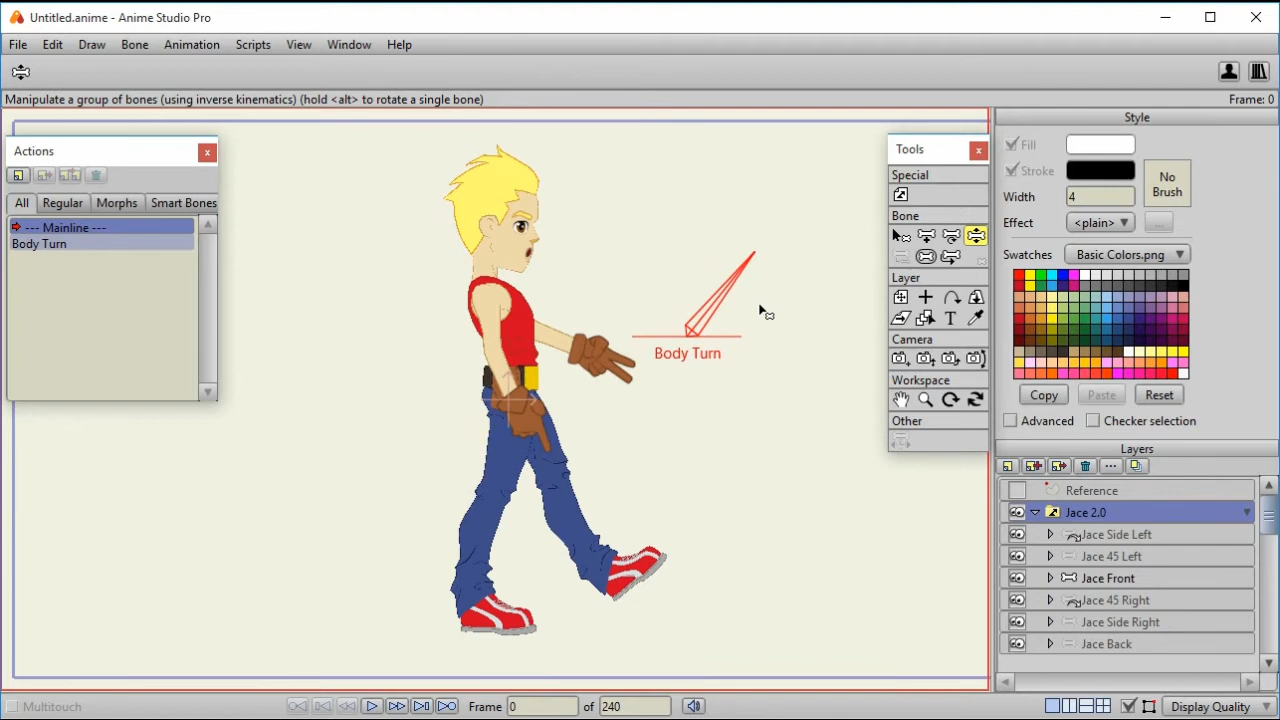 Untitled.anime - Anime Studio Pro
File Edit Draw Bone Animation Scripts View Window Help
Manipulate a group of bones (using inverse kinematics) (hold <alt> to rotate a single bone)
Frame: 0
Actions
All Regular Morphs Smart Bones
--- Mainline ---
Body Turn
Body Turn
Tools
Special
Bone
Layer
Camera
Workspace
Other
Style
Fill
Stroke
No Brush
Width 4
Effect <plain> ...
Swatches Basic Colors.png
Copy Paste Reset
Advanced Checker selection
Layers
Reference
Jace 2.0
Jace Side Left
Jace 45 Left
Jace Front
Jace 45 Right
Jace Side Right
Jace Back
Multitouch
Frame 0 of 240
Display Quality